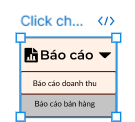 Click ch...
Báo cáo
Báo cáo doanh thu
Báo cáo bán hàng